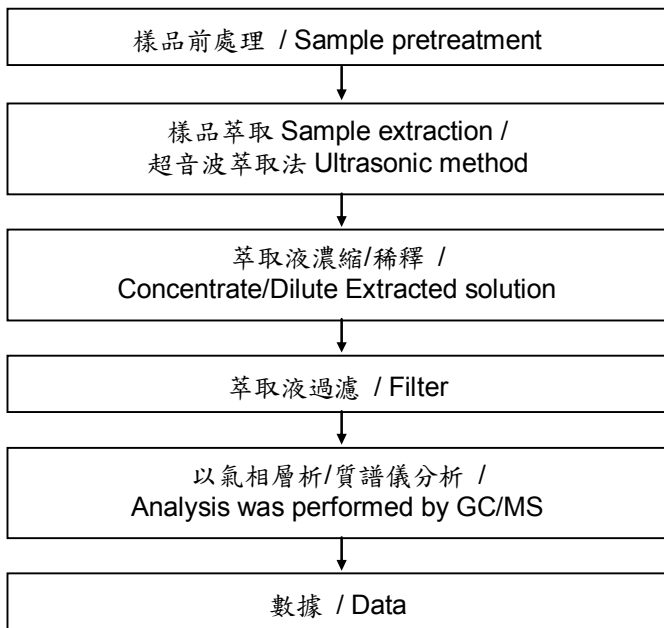 樣品前處理 / Sample pretreatment
樣品萃取 Sample extraction /
超音波萃取法 Ultrasonic method
萃取液濃縮/稀釋 /
Concentrate/Dilute Extracted solution
萃取液過濾 / Filter
以氣相層析/質譜儀分析 /
Analysis was performed by GC/MS
數據 / Data